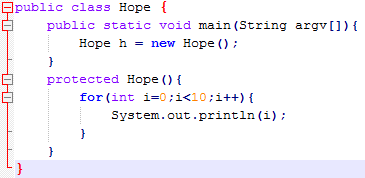 public class Hope {
    public static void main(String argv[]){
        Hope h = new Hope();
    }
    protected Hope(){
        for(int i=0;i<10;i++){
            System.out.println(i);
        }
    }
}